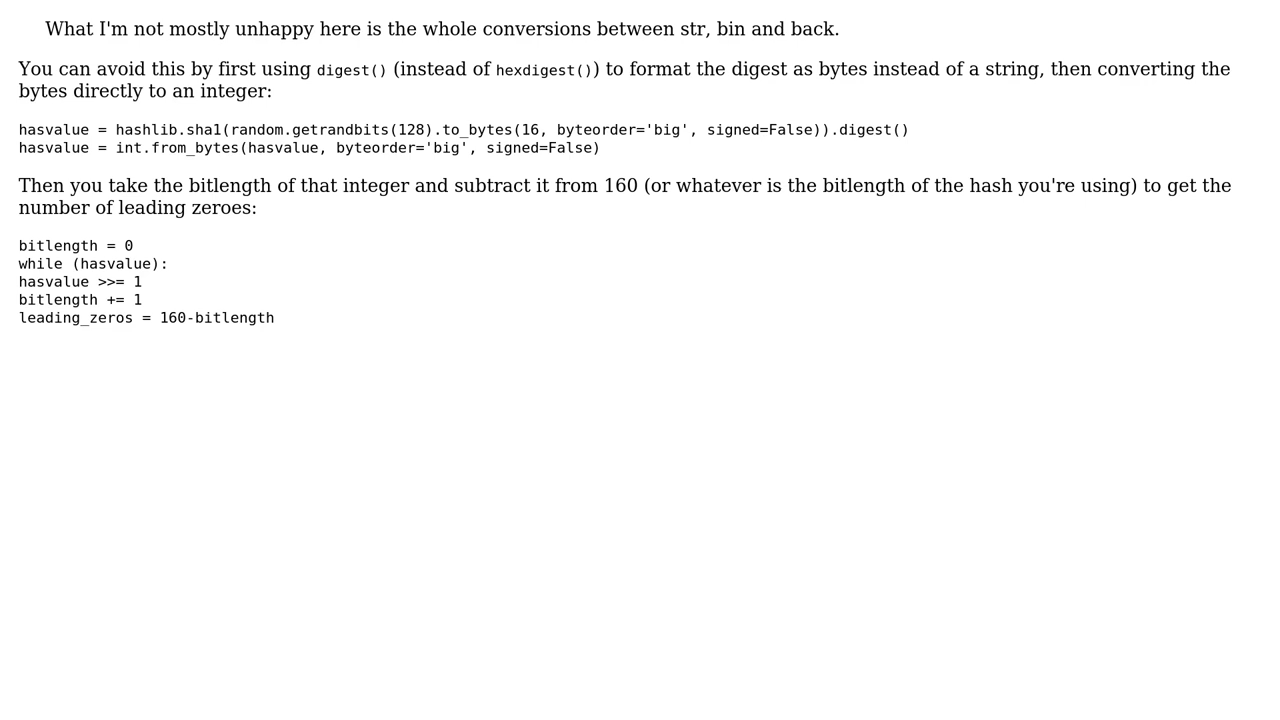 What I'm not mostly unhappy here is the whole conversions between str, bin and back.
You can avoid this by first using digest() (instead of hexdigest()) to format the digest as bytes instead of a string, then converting the
bytes directly to an integer:
hasvalue = hashlib.sha1(random.getrandbits(128).to_bytes(16, byteorder='big', signed=False)).digest()
hasvalue = int.from_bytes(hasvalue, byteorder='big', signed=False)
Then you take the bitlength of that integer and subtract it from 160 (or whatever is the bitlength of the hash you're using) to get the
number of leading zeroes:
bitlength = 0
while (hasvalue):
hasvalue >>= 1
bitlength += 1
leading_zeros = 160-bitlength